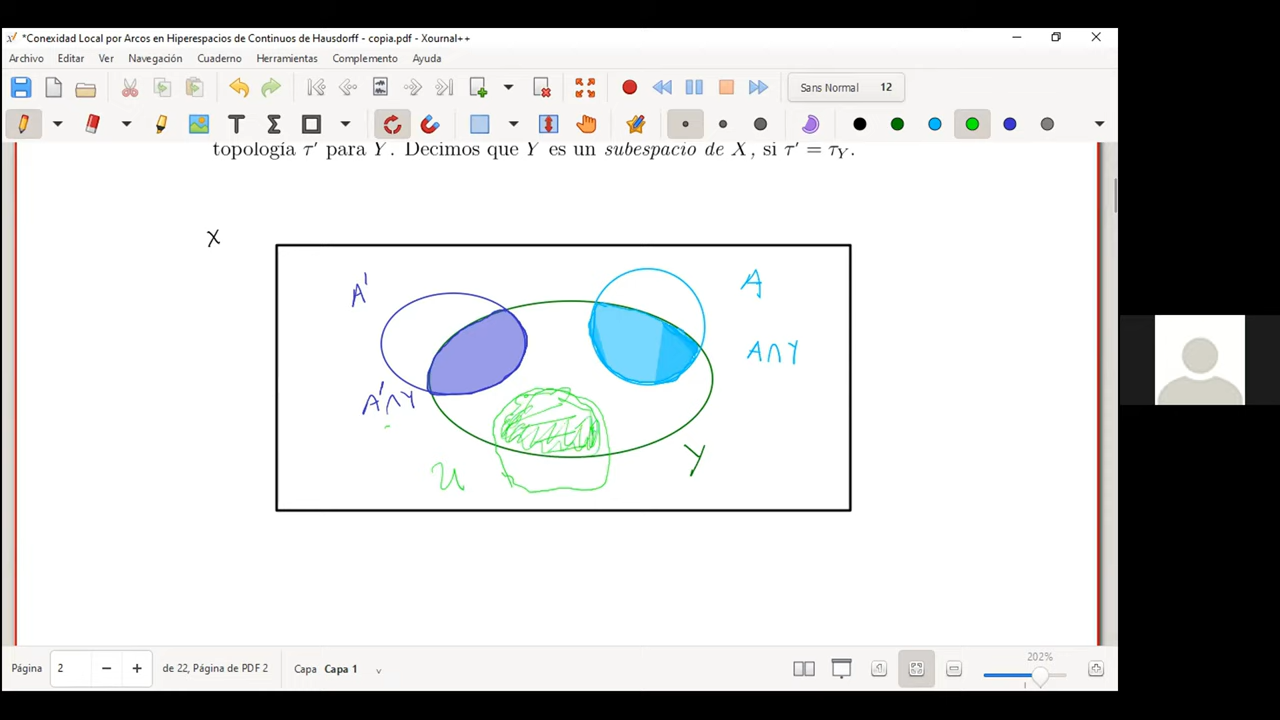 *Conexidad Local por Arcos en Hiperespacios de Continuos de Hausdorff - copia.pdf - Xournal++
Archivo Editar Ver Navegación Cuaderno Herramientas Complemento Ayuda
Sans Normal 12
topología τ′ para Y. Decimos que Y es un subespacio de X, si τ′ = τ_Y.
X
A'
A
A∩Y
A'∩Y
Y
U
Página 2 de 22, Página de PDF 2 Capa Capa 1
202%